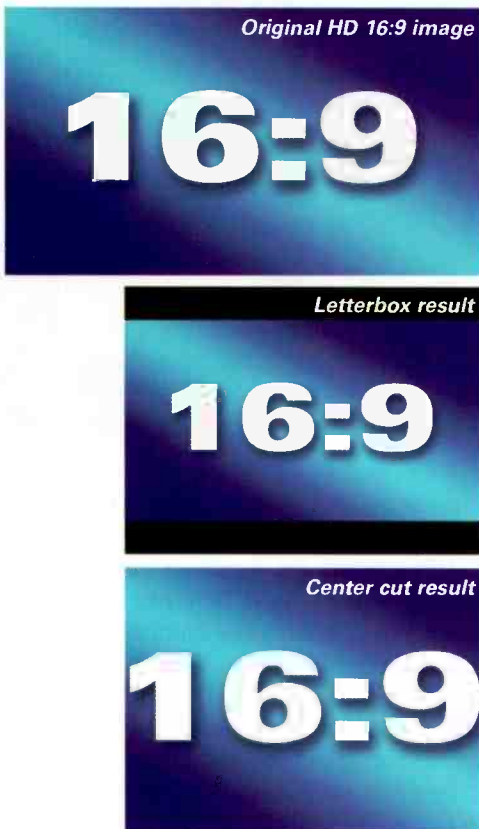 Original HD 16:9 image
16:9
Letterbox result
16:9
Center cut result
16:9